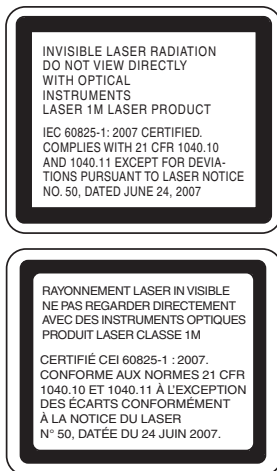 INVISIBLE LASER RADIATION
DO NOT VIEW DIRECTLY
WITH OPTICAL
INSTRUMENTS
LASER 1M LASER PRODUCT
IEC 60825-1: 2007 CERTIFIED.
COMPLIES WITH 21 CFR 1040.10
AND 1040.11 EXCEPT FOR DEVIA-
TIONS PURSUANT TO LASER NOTICE
NO. 50, DATED JUNE 24, 2007
RAYONNEMENT LASER IN VISIBLE
NE PAS REGARDER DIRECTEMENT
AVEC DES INSTRUMENTS OPTIQUES
PRODUIT LASER CLASSE 1M
CERTIFIÉ CEI 60825-1 : 2007.
CONFORME AUX NORMES 21 CFR
1040.10 ET 1040.11 À L'EXCEPTION
DES ÉCARTS CONFORMÉMENT
À LA NOTICE DU LASER
N° 50, DATÉE DU 24 JUIN 2007.